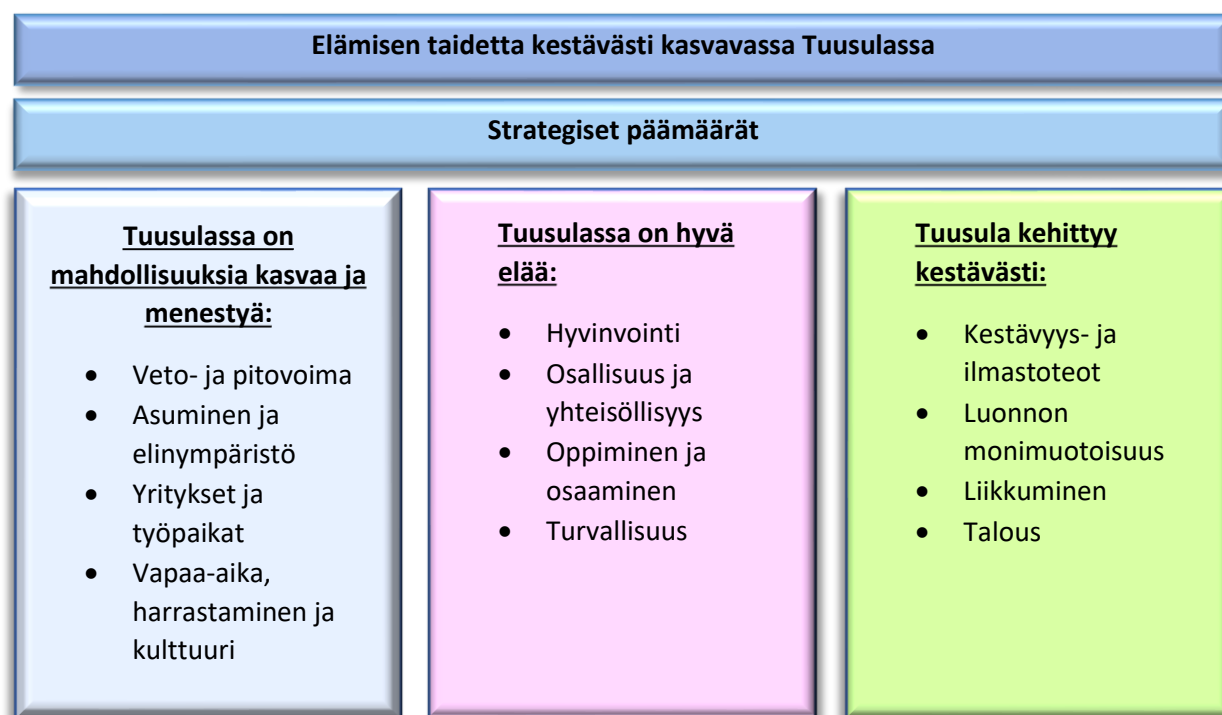 Elämisen taidetta kestävästi kasvavassa Tuusulassa
Strategiset päämäärät
Tuusulassa on
mahdollisuuksia kasvaa ja
menestyä:
• Veto- ja pitovoima
• Asuminen ja
elinympäristö
• Yritykset ja
työpaikat
• Vapaa-aika,
harrastaminen ja
kulttuuri
Tuusulassa on hyvä
elää:
• Hyvinvointi
• Osallisuus ja
yhteisöllisyys
• Oppiminen ja
osaaminen
• Turvallisuus
Tuusula kehittyy
kestävästi:
• Kestävyys- ja
ilmastoteot
• Luonnon
monimuotoisuus
• Liikkuminen
• Talous